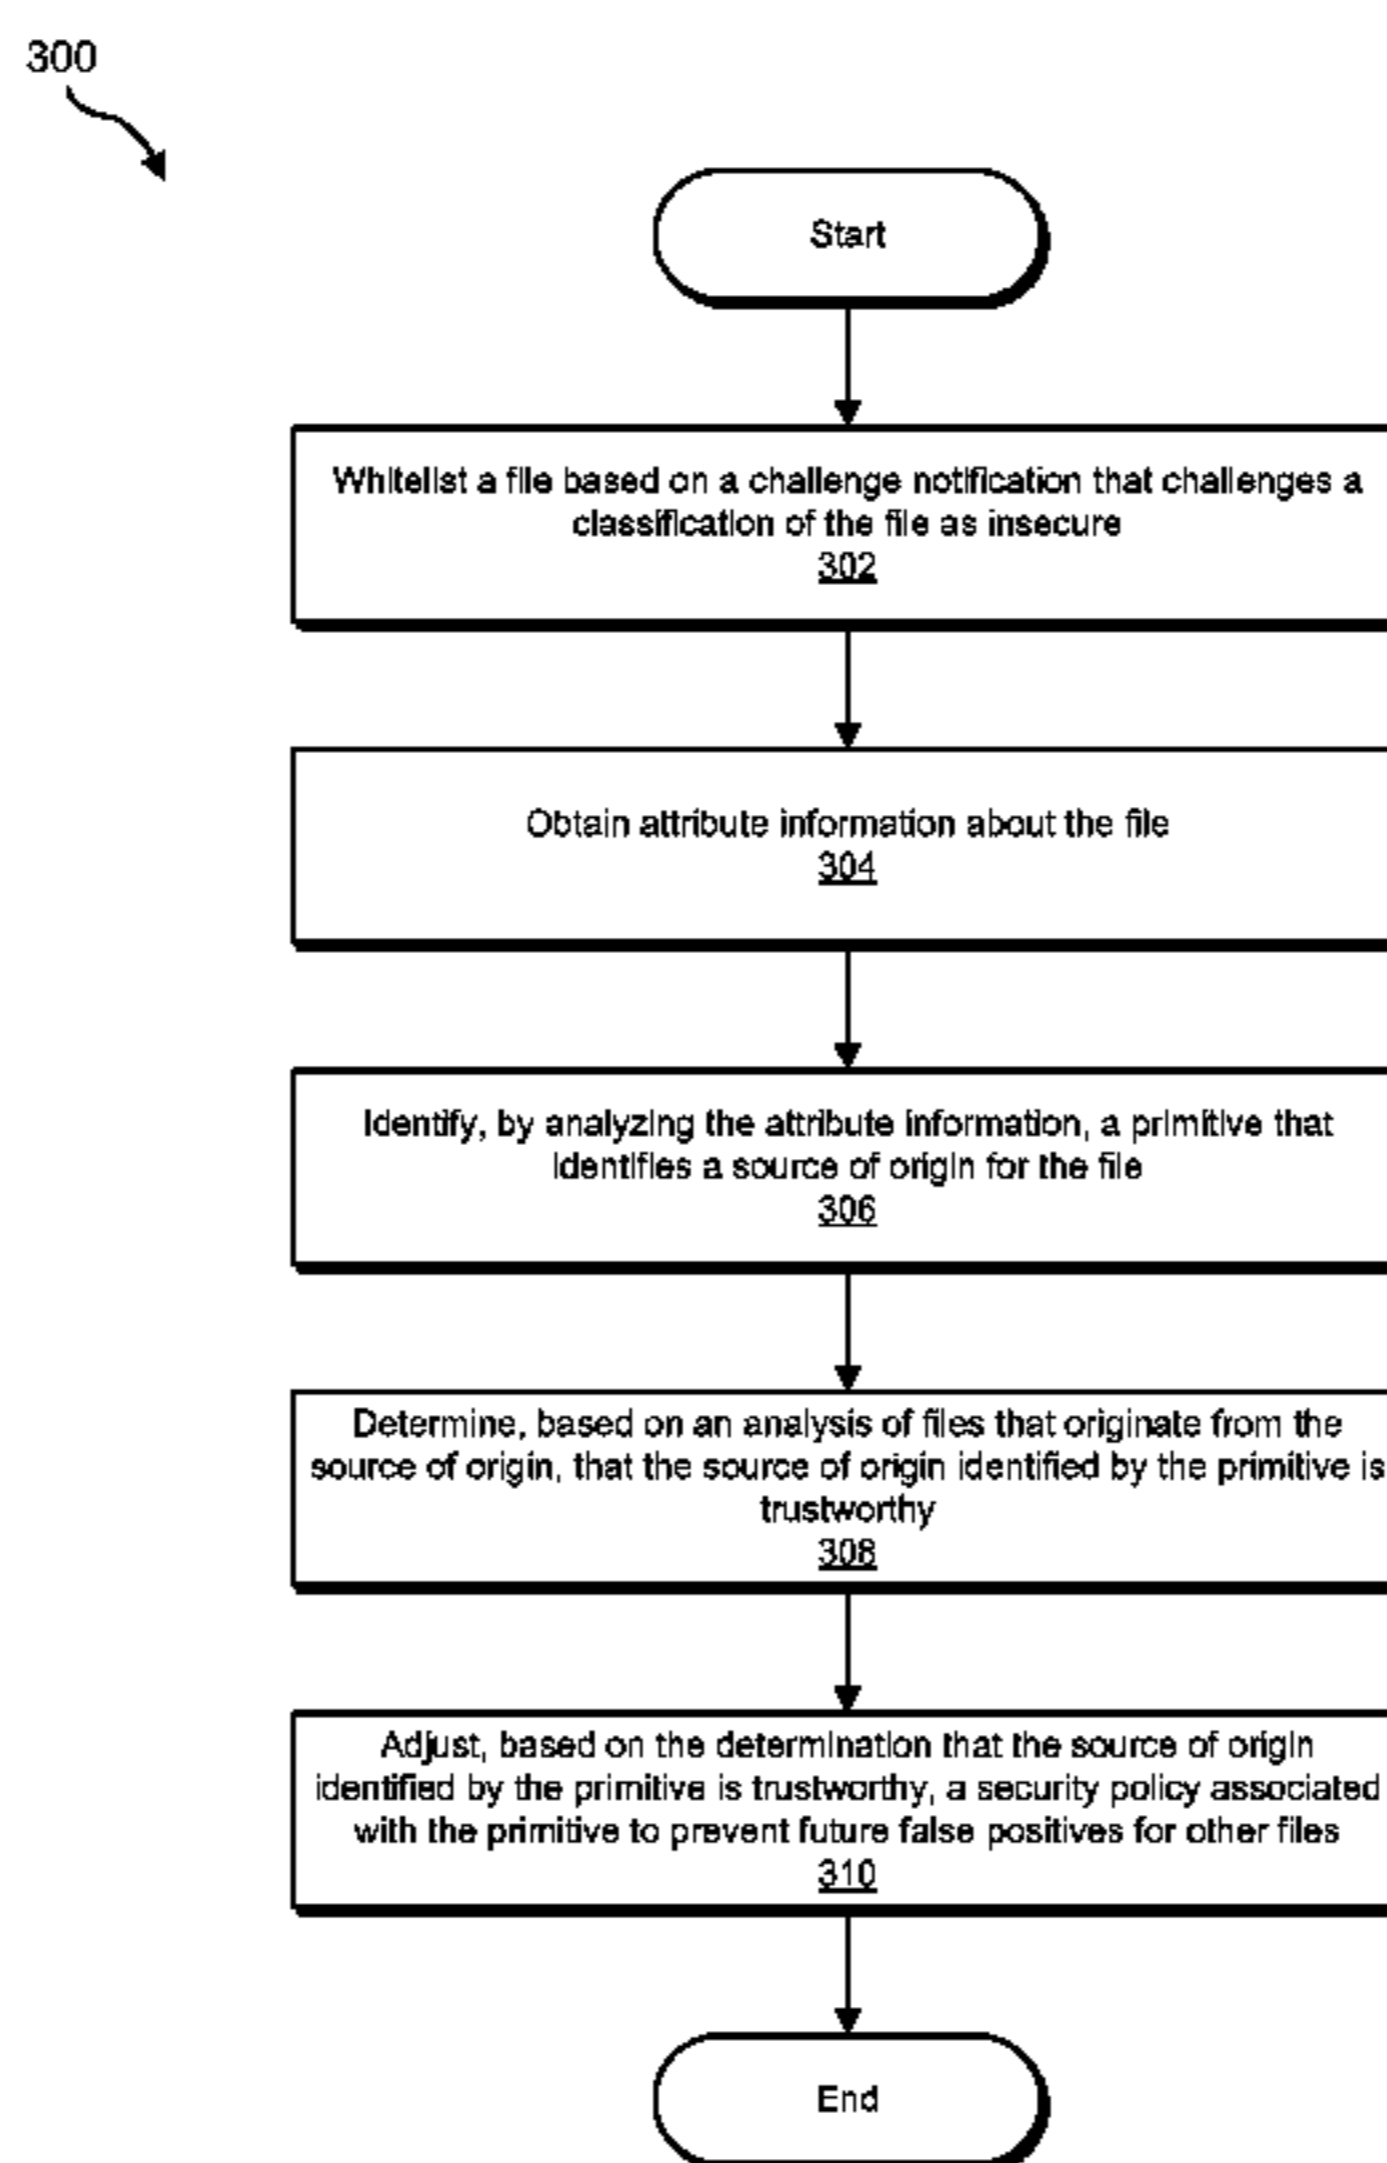 300
Start
Whitelist a file based on a challenge notification that challenges a
classification of the file as insecure
302
Obtain attribute information about the file
304
Identify, by analyzing the attribute information, a primitive that
identifies a source of origin for the file
306
Determine, based on an analysis of files that originate from the
source of origin, that the source of origin identified by the primitive is
trustworthy
308
Adjust, based on the determination that the source of origin
identified by the primitive is trustworthy, a security policy associated
with the primitive to prevent future false positives for other files
310
End